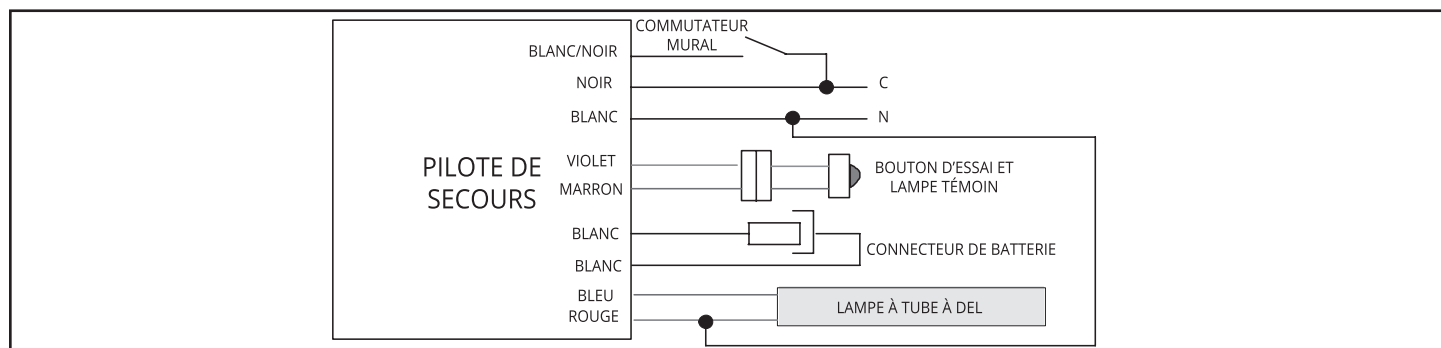 COMMUTATEUR
MURAL
BLANC/NOIR
NOIR
C
BLANC
N
PILOTE DE
SECOURS
VIOLET
MARRON
BOUTON D'ESSAI ET
LAMPE TÉMOIN
BLANC
BLANC
CONNECTEUR DE BATTERIE
BLEU
ROUGE
LAMPE À TUBE À DEL